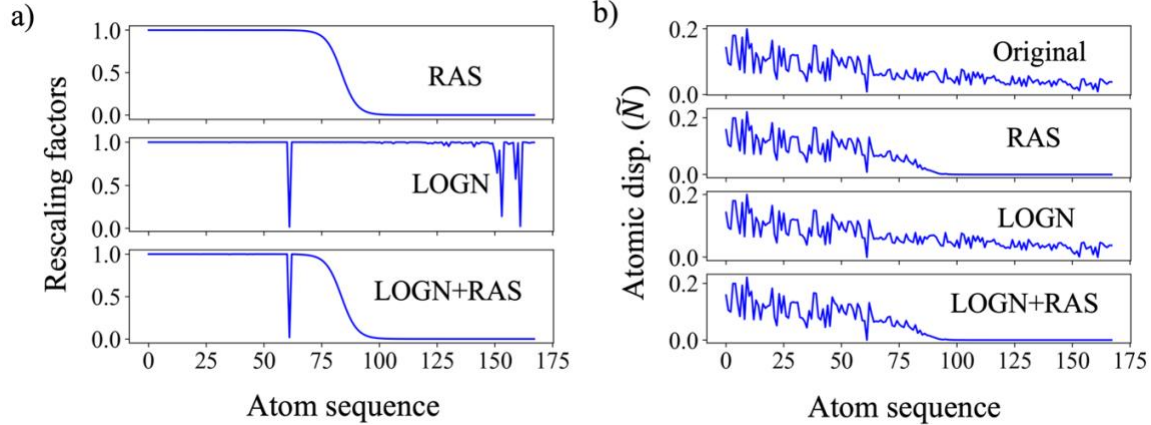 a)
Rescaling factors
1.0
0.5
0.0
RAS
1.0
0.5
0.0
LOGN
1.0
0.5
0.0
LOGN+RAS
0 25 50 75 100 125 150 175
Atom sequence
b)
Atomic disp. (Ñ)
0.2
0.0
Original
0.2
0.0
RAS
0.2
0.0
LOGN
0.2
0.0
LOGN+RAS
0 25 50 75 100 125 150 175
Atom sequence